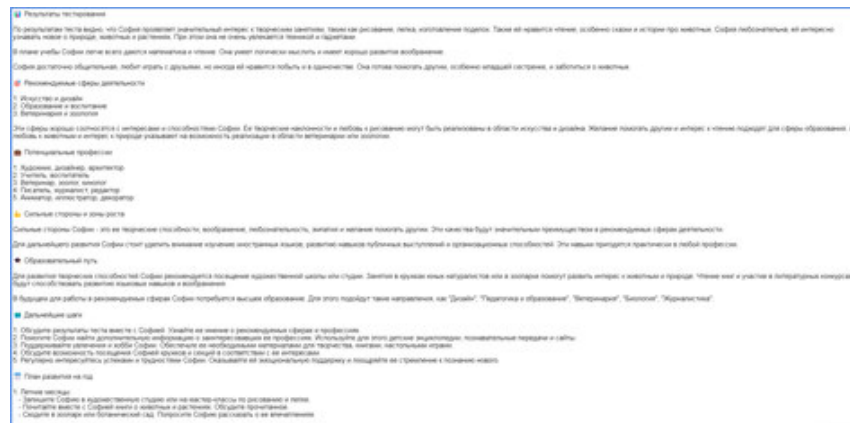 Результаты тестирования
По результатам теста видно, что София проявляет значительный интерес к творческим занятиям, таким как рисование, лепка, изготовление поделок. Также ей нравится чтение, особенно сказки и истории про животных. София любознательна, ей интересно
узнавать новое о природе, животных и растениях. При этом она не очень увлекается техникой и гаджетами
В плане учебы Софии легче всего даются математика и чтение. Она умеет логически мыслить и имеет хорошо развитое воображение
София достаточно общительная, любит играть с друзьями, но иногда ей нравится побыть и в одиночестве. Она готова помогать другим, особенно младшей сестренке, и заботиться о животных
Рекомендуемые сферы деятельности
1. Искусство и дизайн
2. Образование и воспитание
3. Ветеринария и зоология
Эти сферы хорошо соотносятся с интересами и способностями Софии. Ее творческие наклонности и любовь к рисованию могут быть реализованы в области искусства и дизайна. Желание помогать другим и интерес к чтению подходят для сферы образования.
любовь к животным и интерес к природе указывают на возможность реализации в области ветеринарии или зоологии
Потенциальные профессии
1. Художник, дизайнер, архитектор
2. Учитель, воспитатель
3. Ветеринар, зоолог, кинолог
4. Писатель, журналист, редактор
5. Аниматор, иллюстратор, декоратор
Сильные стороны и зоны роста
Сильные стороны Софии - это ее творческие способности, воображение, любознательность, эмпатия и желание помогать другим. Эти качества будут значительным преимуществом в рекомендуемых сферах деятельности.
Для дальнейшего развития Софии стоит уделить внимание изучению иностранных языков, развитию навыков публичных выступлений и организационных способностей. Эти навыки пригодятся практически в любой профессии.
Образовательный путь
Для развития творческих способностей Софии рекомендуется посещение художественной школы или студии. Занятия в кружках юных натуралистов или в зоопарке помогут развить интерес к животным и природе. Чтение книг и участие в литературных конкурсах
будут способствовать развитию языковых навыков и воображения
В будущем для работы в рекомендуемых сферах Софии потребуется высшее образование. Для этого подойдут такие направления, как "Дизайн", "Педагогика и образование", "Ветеринария", "Биология", "Журналистика".
Дальнейшие шаги
1. Обсудите результаты теста вместе с Софией. Узнайте ее мнение о рекомендуемых сферах и профессиях
2. Помогите Софии найти дополнительную информацию о заинтересовавших ее профессиях. Используйте для этого детские энциклопедии, познавательные передачи и сайты
3. Поддерживайте увлечения и хобби Софии. Обеспечьте ее необходимыми материалами для творчества, книгами, настольными играми
4. Обсудите возможность посещения Софией кружков и секций в соответствии с ее интересами
5. Регулярно интересуйтесь успехами и трудностями Софии. Оказывайте ей эмоциональную поддержку и поощряйте ее стремление к познанию нового
План развития на год
1. Летние месяцы
- Запишите Софию в художественную студию или на мастер-классы по рисованию и лепке
- Почитайте вместе с Софией книги о животных и растениях. Обсудите прочитанное
- Сходите в зоопарк или ботанический сад. Попросите Софию рассказать о ее впечатлениях